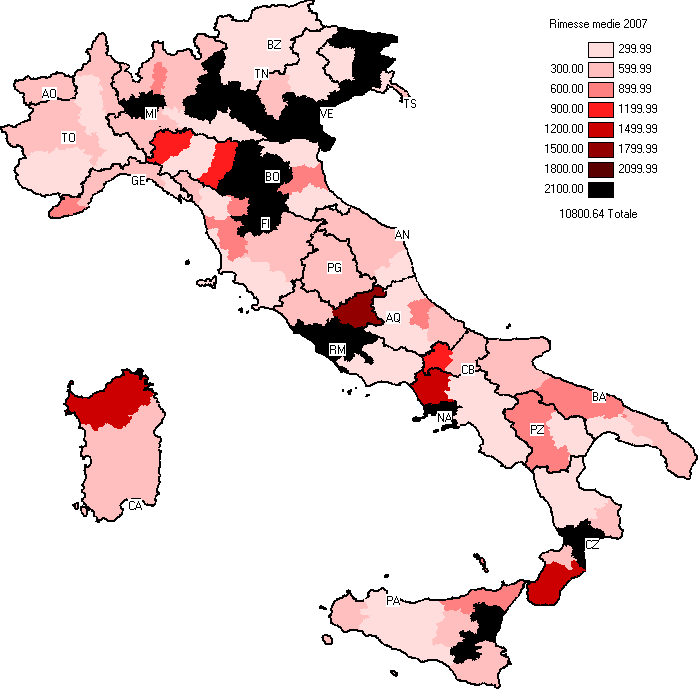 Rimesse medie 2007
299.99
300.00 599.99
600.00 899.99
900.00 1199.99
1200.00 1499.99
1500.00 1799.99
1800.00 2099.99
2100.00
10800.64 Totale
BZ
TN
AO
MI
VE
TS
TO
GE
BO
FI
AN
PG
AQ
RM
CB
NA
BA
PZ
CA
CZ
PA